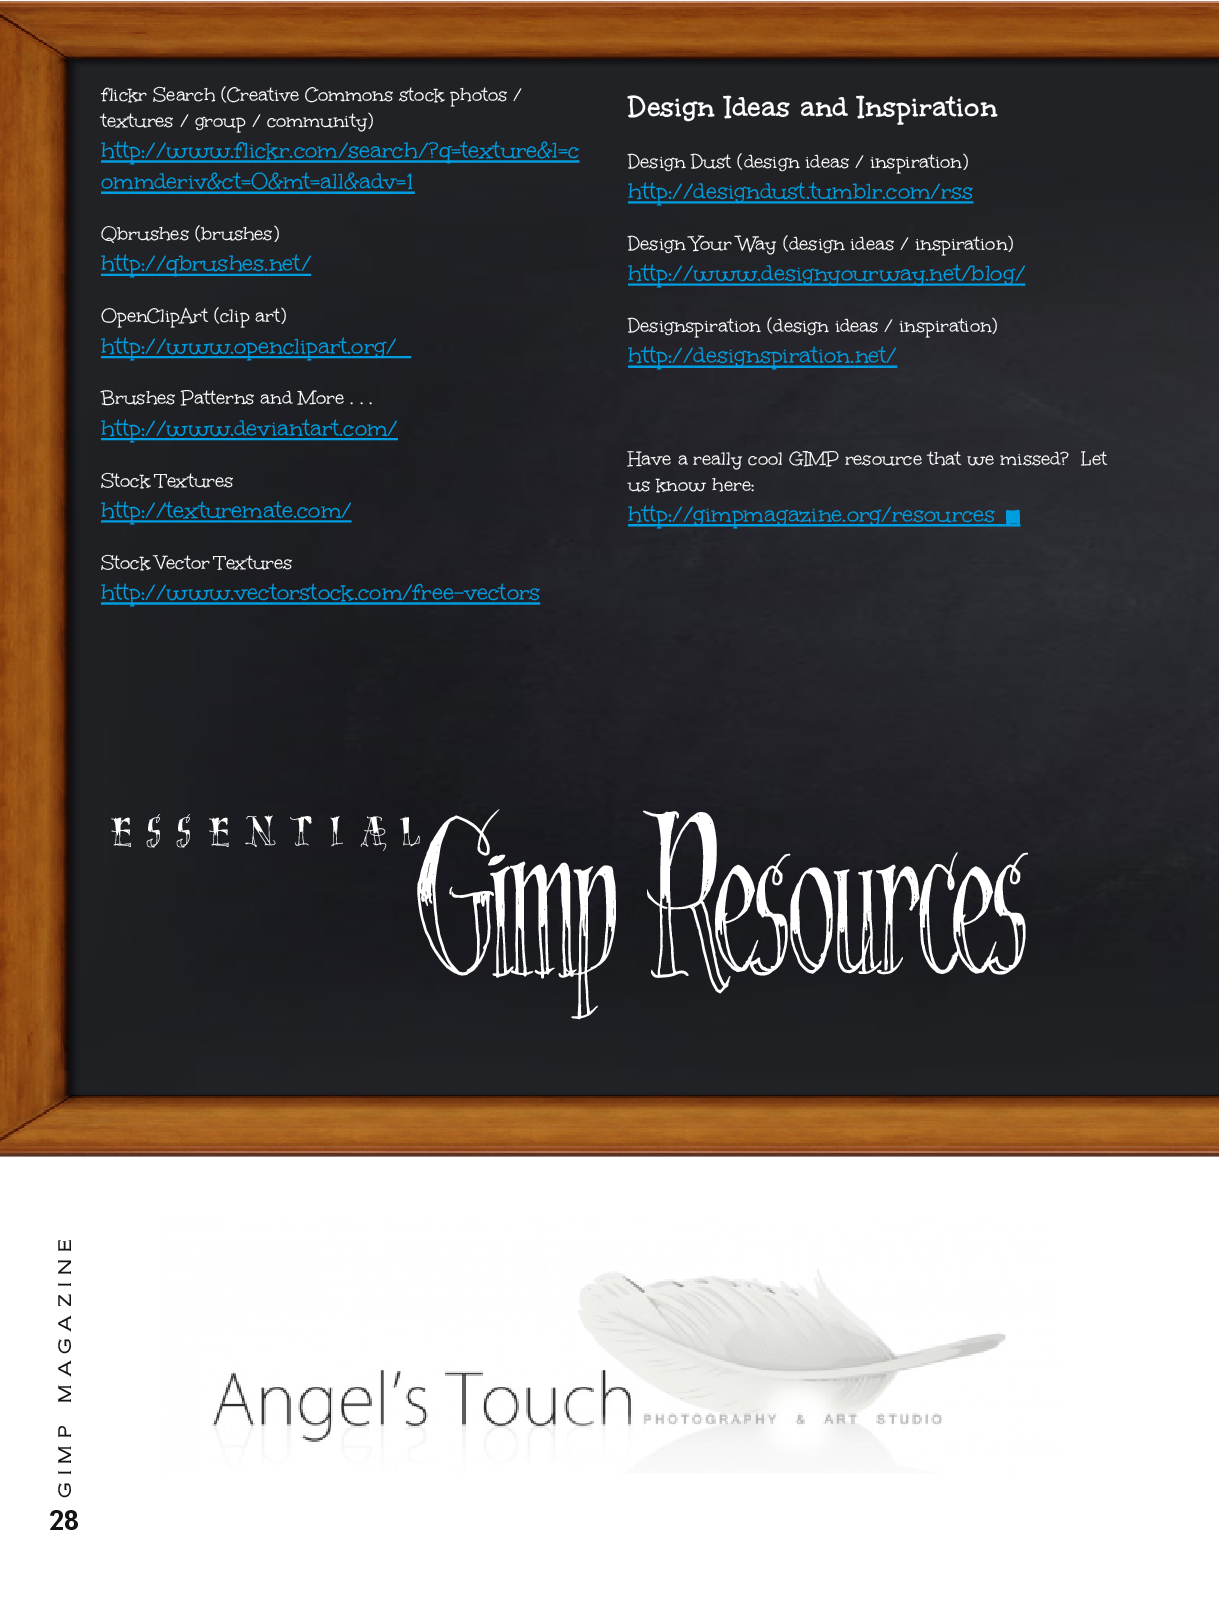 flickr Search (Creative Commons stock photos /
textures / group / community)
http://www.flickr.com/search/?q=texture&l=c
ommderiv&ct=0&mt=all&adv=1
Qbrushes (brushes)
http://qbrushes.net/
OpenClipArt (clip art)
http://www.openclipart.org/
Brushes Patterns and More . . .
http://www.deviantart.com/
Stock Textures
http://texturemate.com/
Stock Vector Textures
http://www.vectorstock.com/free-vectors
Design Ideas and Inspiration
Design Dust (design ideas / inspiration)
http://designdust.tumblr.com/rss
Design Your Way (design ideas / inspiration)
http://www.designyourway.net/blog/
Designspiration (design ideas / inspiration)
http://designspiration.net/
Have a really cool GIMP resource that we missed? Let
us know here:
http://gimpmagazine.org/resources
ESSENTIAL
Gimp Resources
Angel's Touch
PHOTOGRAPHY & ART STUDIO
GIMP MAGAZINE
28